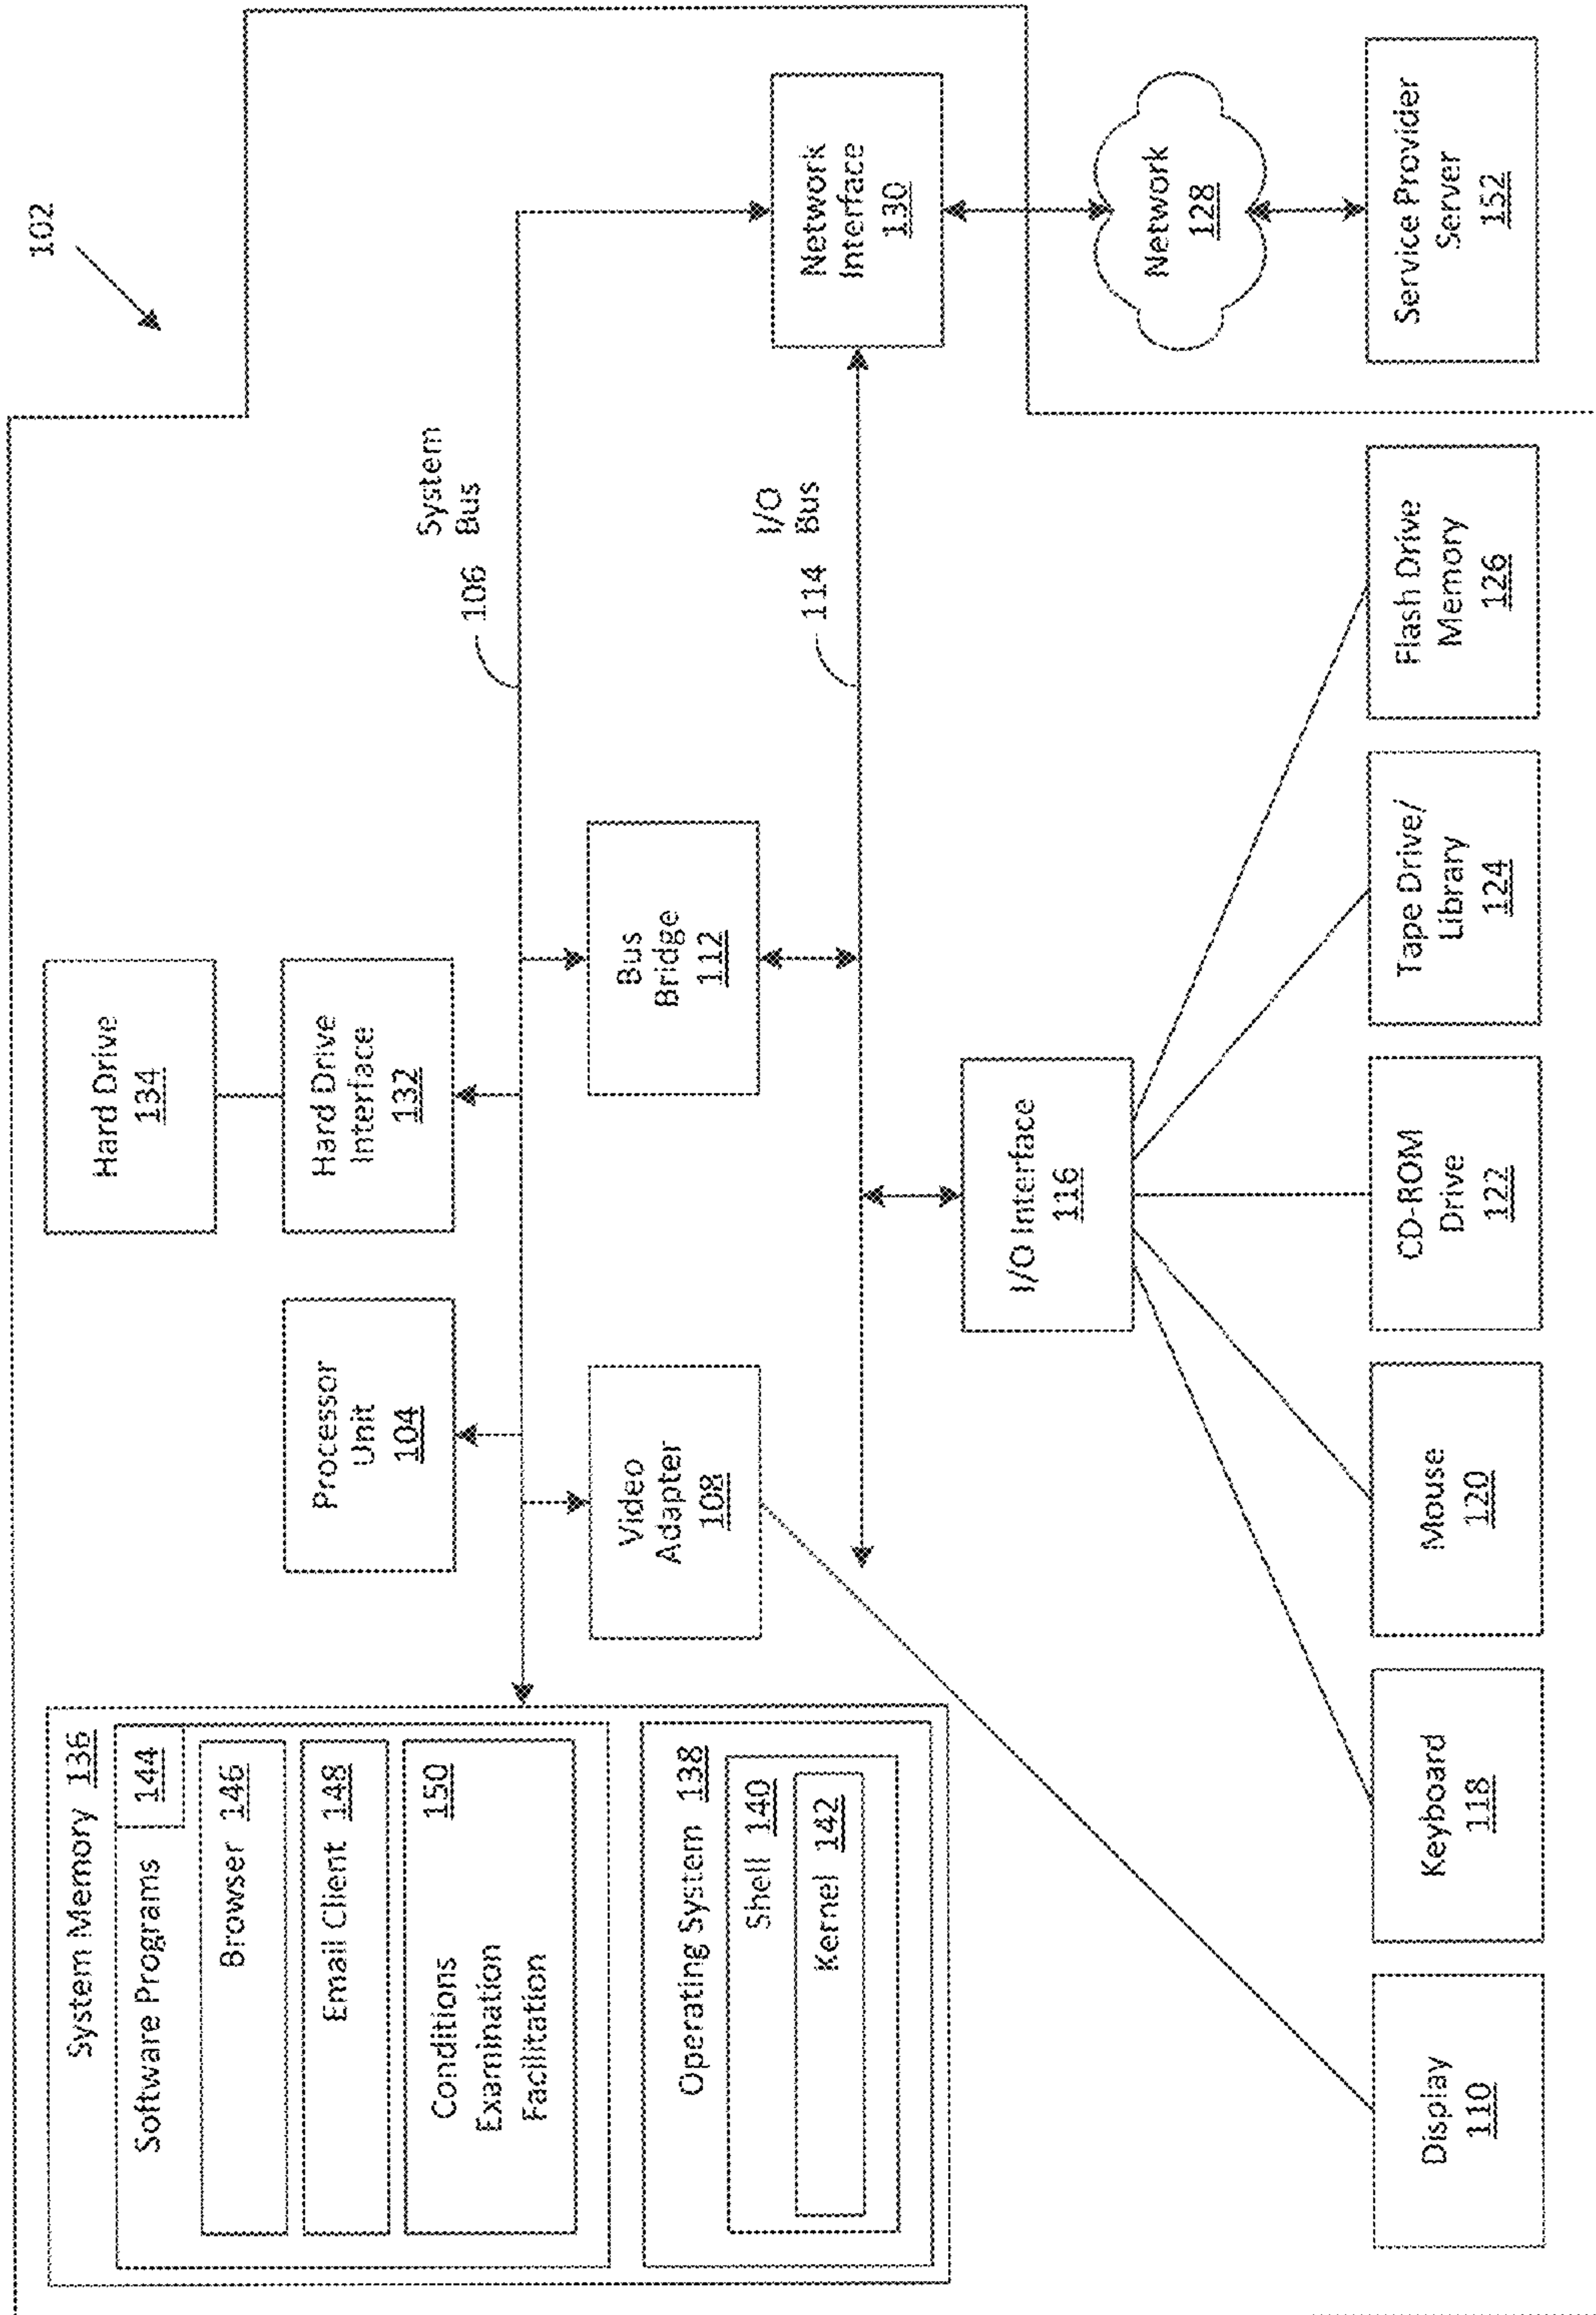 102
System Memory 136
Software Programs 144
Browser 146
Email Client 148
Conditions 150
Examination
Facilitation
Operating System 138
Shell 140
Kernel 142
Processor
Unit
104
Hard Drive
134
Hard Drive
Interface
132
System
Bus
106
Video
Adapter
108
Bus
Bridge
112
I/O
Bus
114
Network
Interface
130
I/O Interface
116
Network
128
Display
110
Keyboard
118
Mouse
120
CD-ROM
Drive
122
Tape Drive/
Library
124
Flash Drive
Memory
126
Service Provider
Server
152